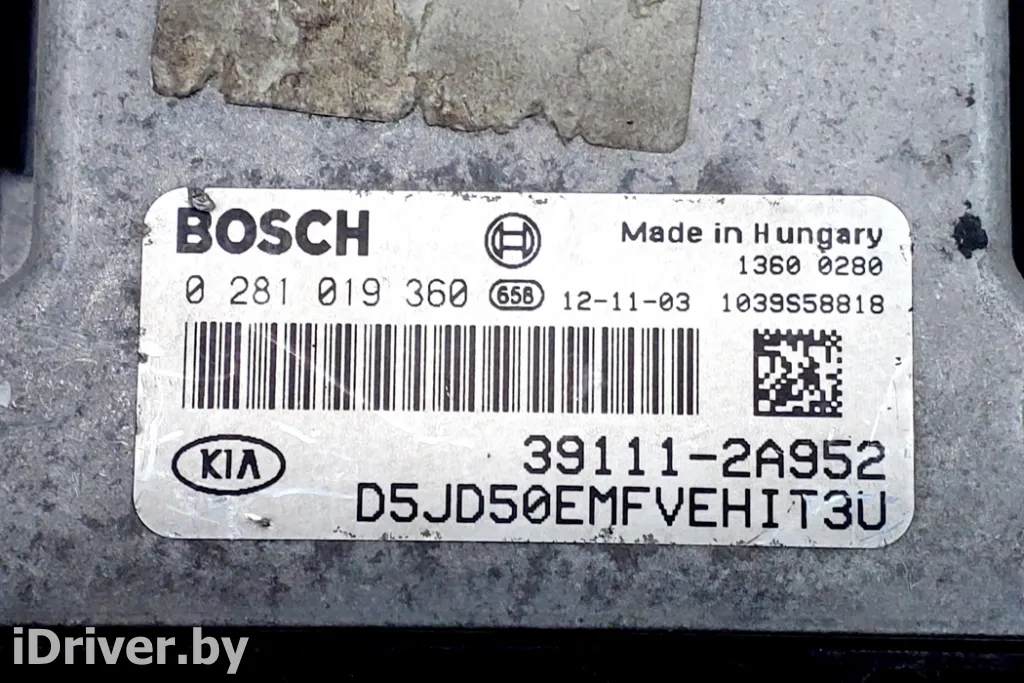 BOSCH
Made in Hungary
1360 0280
0 281 019 360 658 12-11-03 1039S58818
KIA
39111-2A952
D5JD50EMFVEHIT3U
iDriver.by